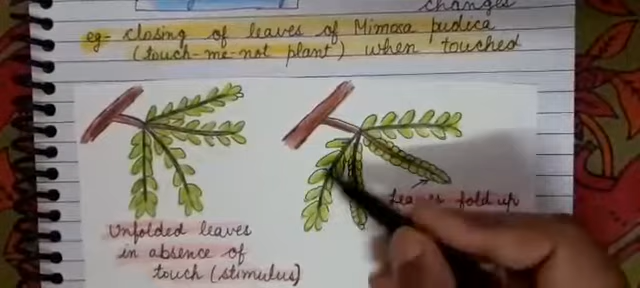 changes
eg- closing of leaves of Mimosa pudica
(touch-me-not plant) when touched
Unfolded leaves
in absence of
touch (stimulus)
fold up